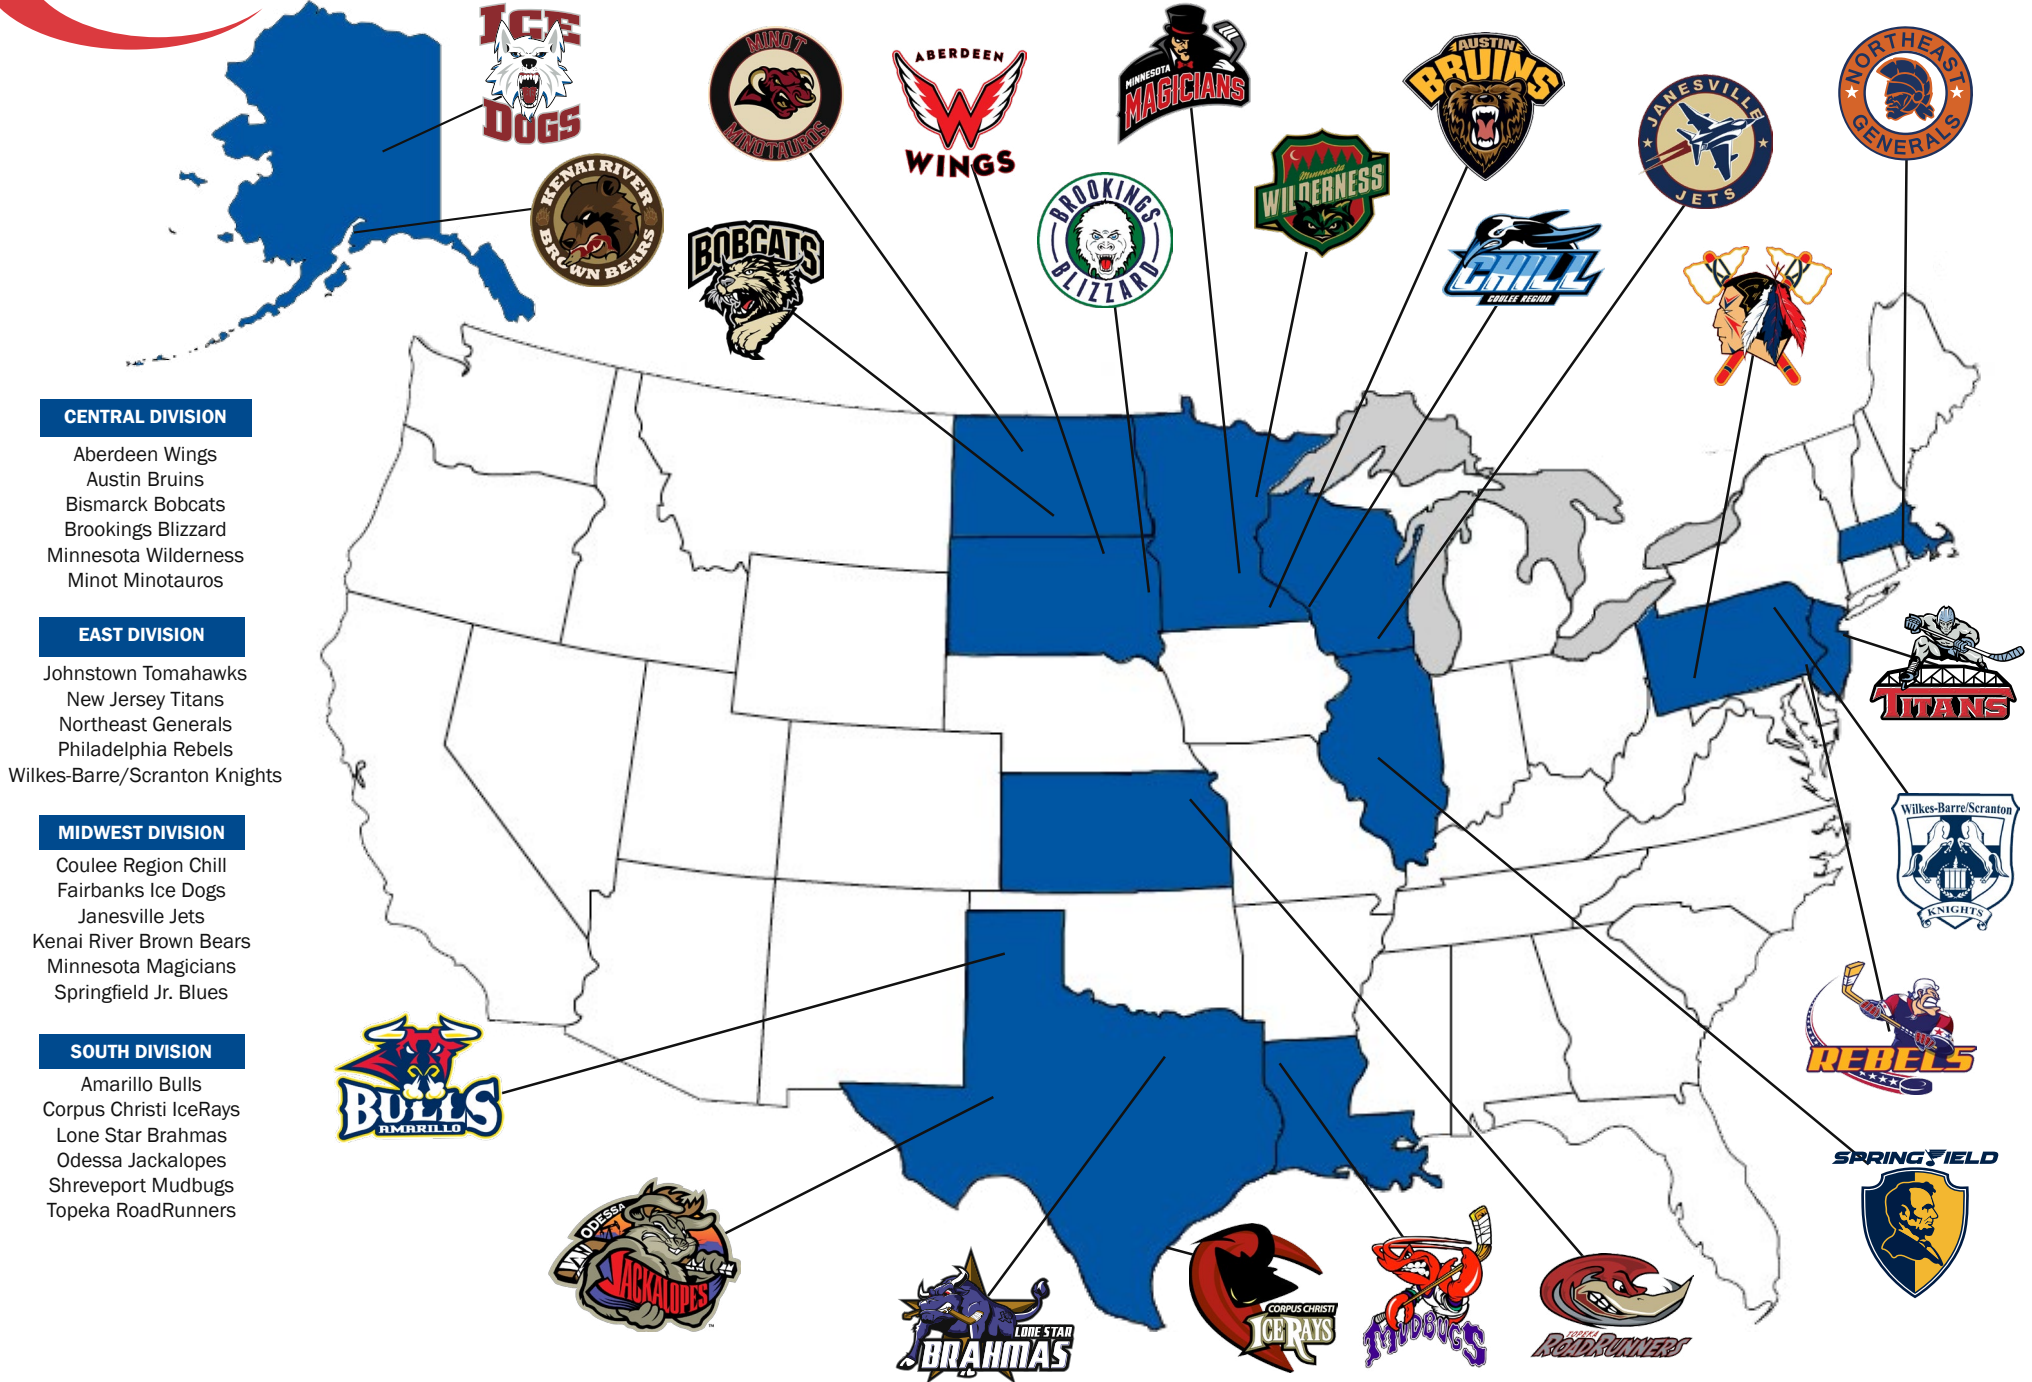 ICE
DOGS
MINOT
MINOTAUROS
ABERDEEN
WINGS
MINNESOTA
MAGICIANS
AUSTIN
BRUINS
JANESVILLE
JETS
NORTHEAST
GENERALS
KENAI RIVER
BROWN BEARS
BOBCATS
BROOKINGS
BLIZZARD
Minnesota
WILDERNESS
CHILL
COULEE REGION
CENTRAL DIVISION
Aberdeen Wings
Austin Bruins
Bismarck Bobcats
Brookings Blizzard
Minnesota Wilderness
Minot Minotauros
EAST DIVISION
Johnstown Tomahawks
New Jersey Titans
Northeast Generals
Philadelphia Rebels
Wilkes-Barre/Scranton Knights
MIDWEST DIVISION
Coulee Region Chill
Fairbanks Ice Dogs
Janesville Jets
Kenai River Brown Bears
Minnesota Magicians
Springfield Jr. Blues
SOUTH DIVISION
Amarillo Bulls
Corpus Christi IceRays
Lone Star Brahmas
Odessa Jackalopes
Shreveport Mudbugs
Topeka RoadRunners
TITANS
Wilkes-Barre/Scranton
KNIGHTS
REBELS
SPRINGFIELD
BULLS
AMARILLO
ODESSA
JACKALOPES
LONE STAR
BRAHMAS
CORPUS CHRISTI
ICERAYS
MUDBUGS
TOPEKA
ROADRUNNERS